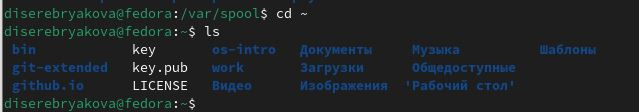 diserebryakova@fedora:/var/spool$ cd ~
diserebryakova@fedora:~$ ls
bin key os-intro Документы Музыка Шаблоны
git-extended key.pub work Загрузки Общедоступные
github.io LICENSE Видео Изображения 'Рабочий стол'
diserebryakova@fedora:~$